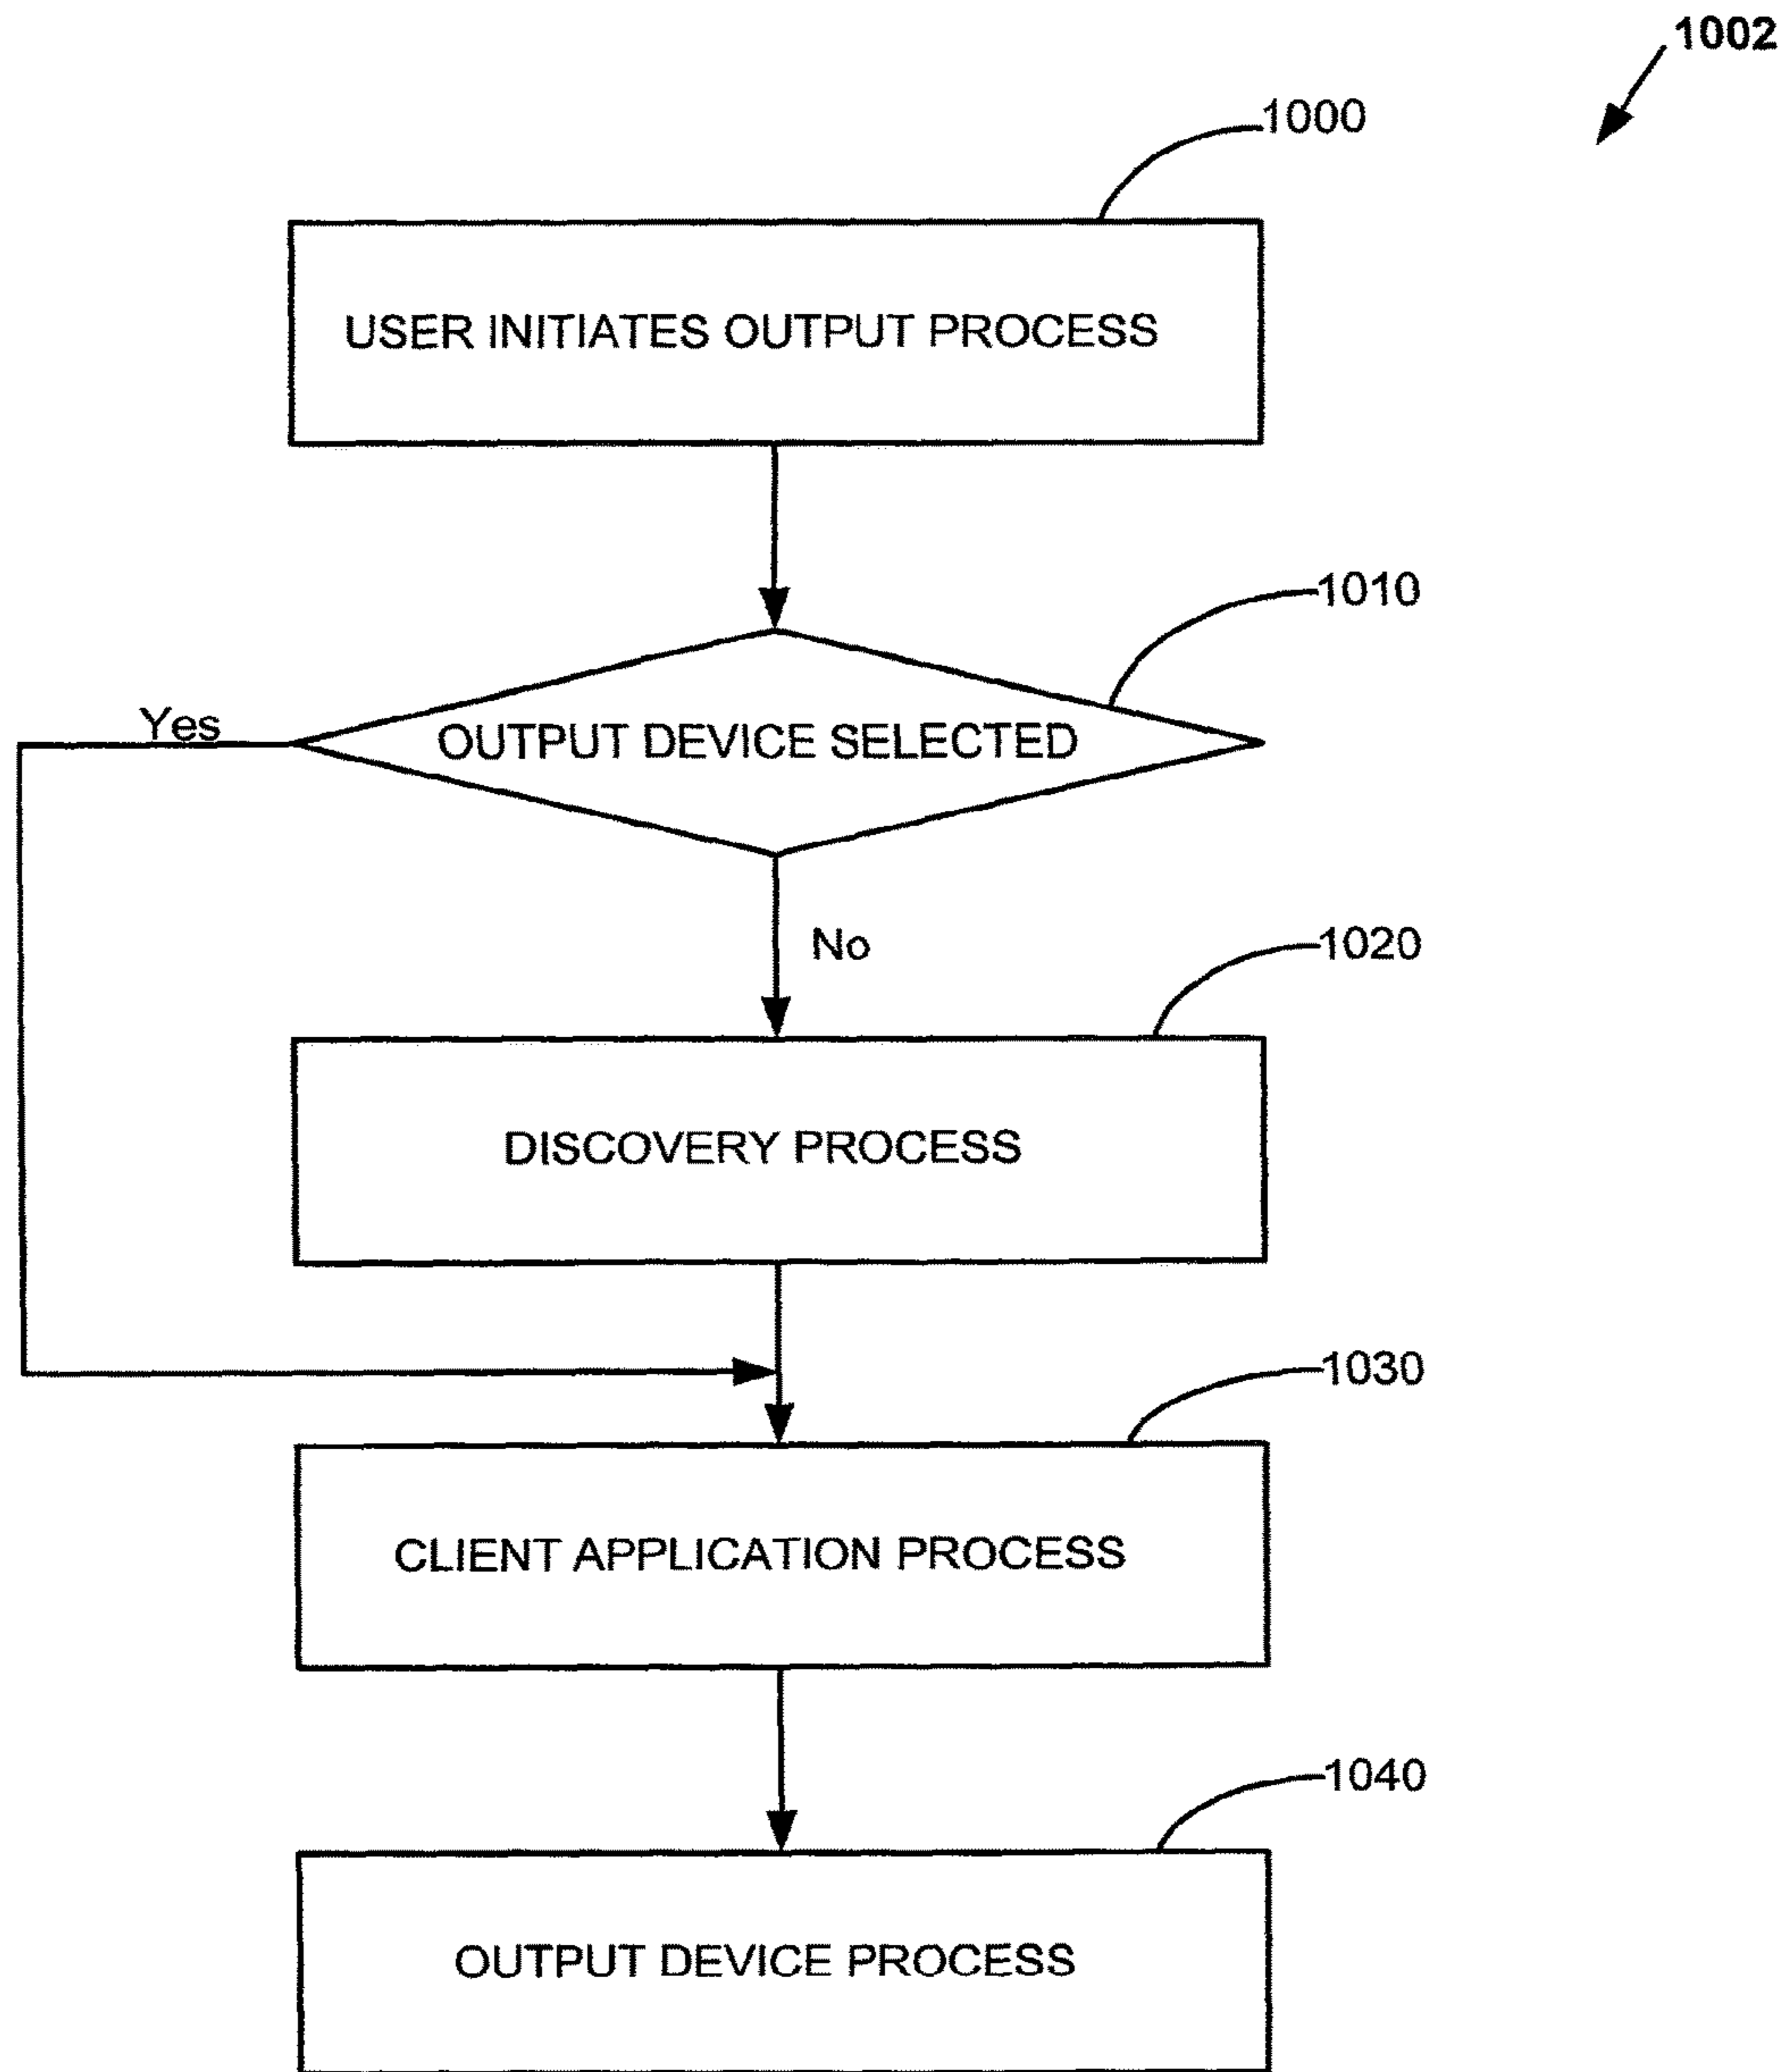 1002
1000
USER INITIATES OUTPUT PROCESS
1010
Yes
OUTPUT DEVICE SELECTED
No
1020
DISCOVERY PROCESS
1030
CLIENT APPLICATION PROCESS
1040
OUTPUT DEVICE PROCESS